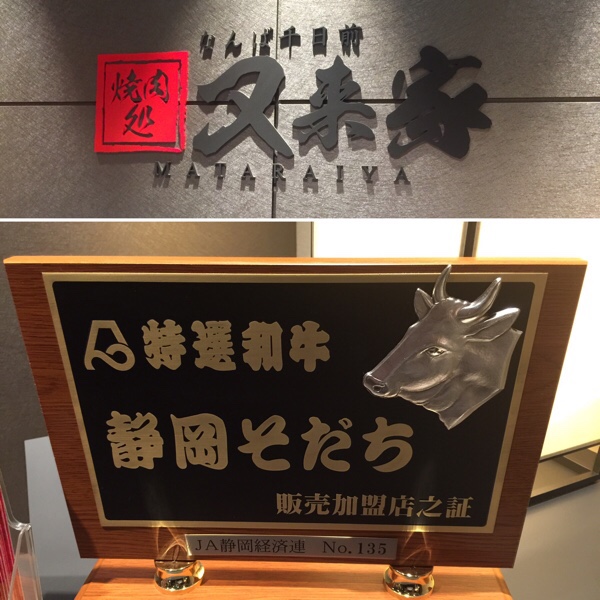 なんば千日前
焼肉
処
又来家
MATARAIYA
特選和牛
静岡そだち
販売加盟店之証
JA静岡経済連 No.135